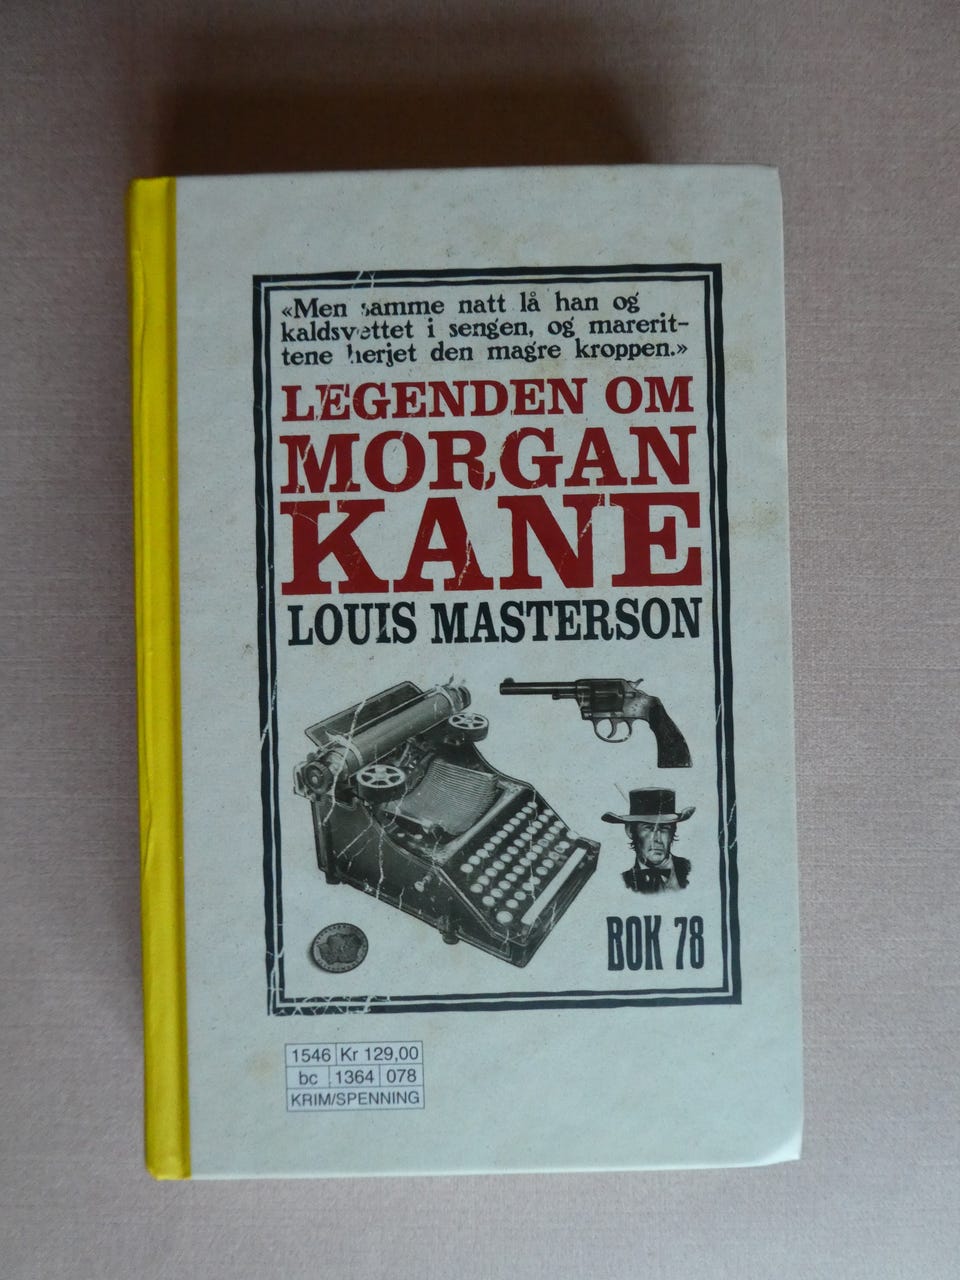 «Men samme natt lå han og
kaldsvettet i sengen, og marerit-
tene herjet den magre kroppen.»
LEGENDEN OM
MORGAN
KANE
LOUIS MASTERSON
BOK 78
1546 Kr 129,00
bc 1364 078
KRIM/SPENNING